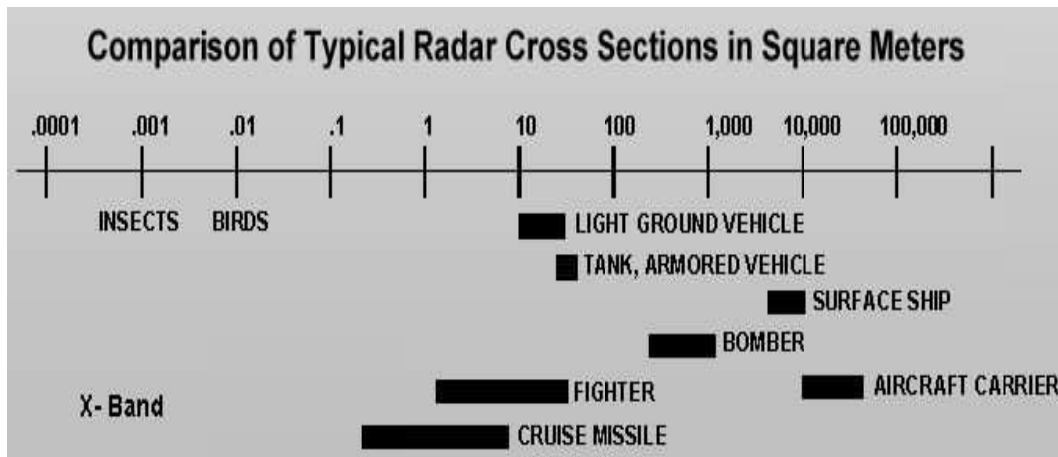 Comparison of Typical Radar Cross Sections in Square Meters
.0001 .001 .01 .1 1 10 100 1,000 10,000 100,000
INSECTS BIRDS LIGHT GROUND VEHICLE
TANK, ARMORED VEHICLE
SURFACE SHIP
BOMBER
FIGHTER AIRCRAFT CARRIER
X- Band
CRUISE MISSILE